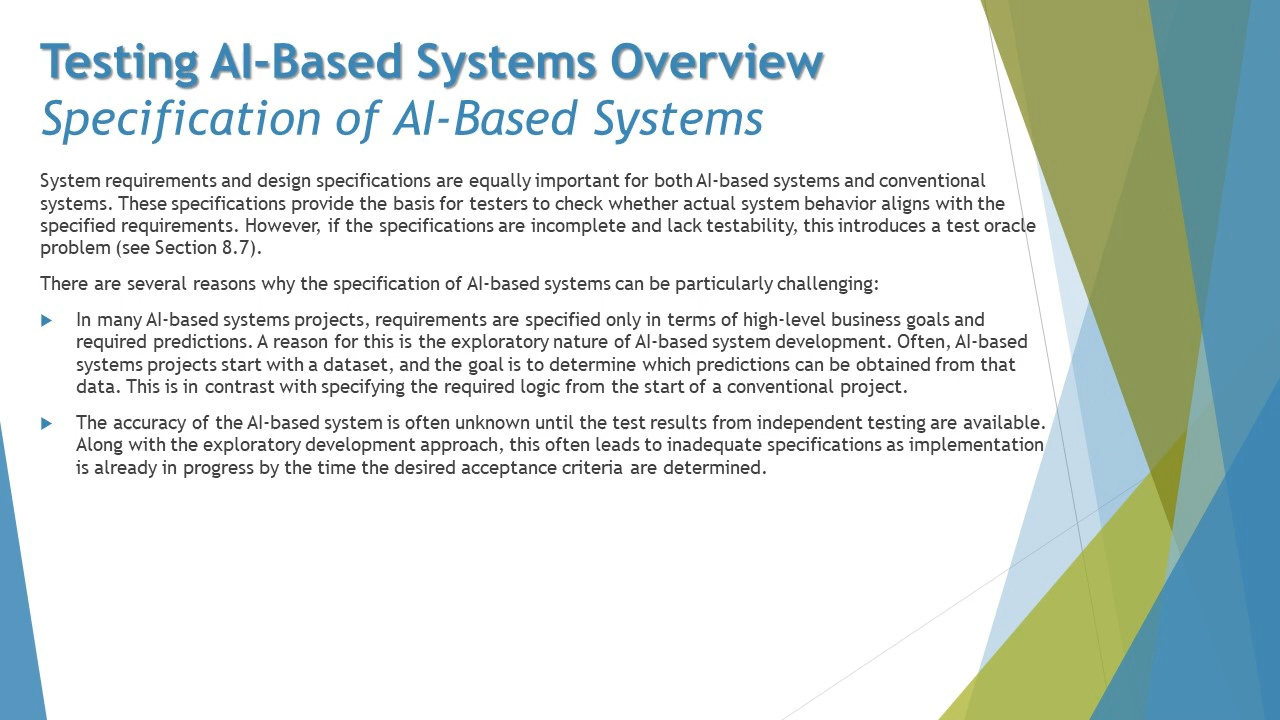 Testing AI-Based Systems Overview
Specification of AI-Based Systems
System requirements and design specifications are equally important for both AI-based systems and conventional
systems. These specifications provide the basis for testers to check whether actual system behavior aligns with the
specified requirements. However, if the specifications are incomplete and lack testability, this introduces a test oracle
problem (see Section 8.7).
There are several reasons why the specification of AI-based systems can be particularly challenging:
In many AI-based systems projects, requirements are specified only in terms of high-level business goals and
required predictions. A reason for this is the exploratory nature of AI-based system development. Often, AI-based
systems projects start with a dataset, and the goal is to determine which predictions can be obtained from that
data. This is in contrast with specifying the required logic from the start of a conventional project.
The accuracy of the AI-based system is often unknown until the test results from independent testing are available.
Along with the exploratory development approach, this often leads to inadequate specifications as implementation
is already in progress by the time the desired acceptance criteria are determined.